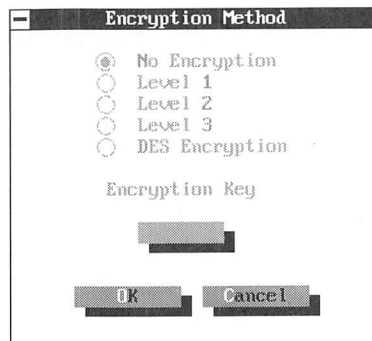 Encryption Method
No Encryption
Level 1
Level 2
Level 3
DES Encryption
Encryption Key
OK Cancel